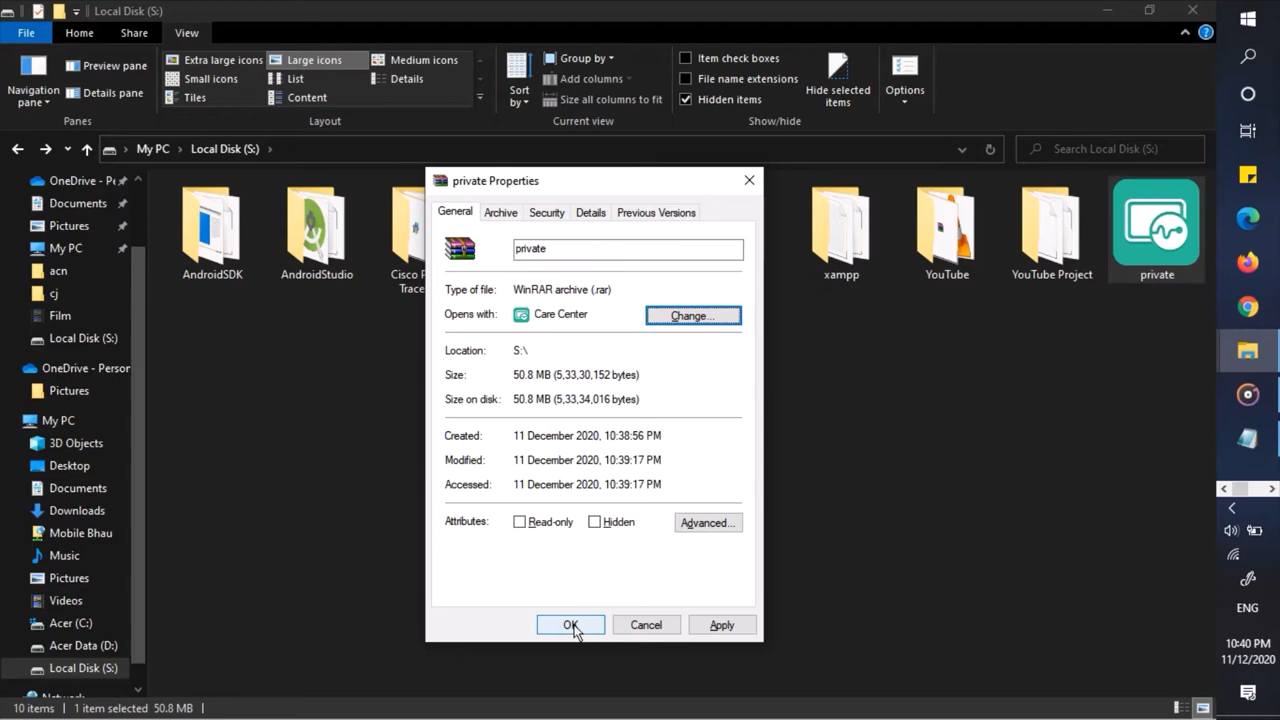 Local Disk (S:)
File
Home
Share
View
Preview pane
Details pane
Navigation
pane
Panes
Extra large icons
Large icons
Medium icons
Small icons
List
Details
Tiles
Content
Layout
Sort
by
Group by
Add columns
Size all columns to fit
Current view
Item check boxes
File name extensions
Hidden items
Hide selected
items
Show/hide
Options
My PC
Local Disk (S:)
Search Local Disk (S:)
OneDrive - Pe
Documents
Pictures
My PC
acn
cj
Film
Local Disk (S:)
OneDrive - Person
Pictures
My PC
3D Objects
Desktop
Documents
Downloads
Mobile Bhau
Music
Pictures
Videos
Acer (C:)
Acer Data (D:)
Local Disk (S:)
Network
AndroidSDK
AndroidStudio
Cisco P
Trace
xampp
YouTube
YouTube Project
private
private Properties
General
Archive
Security
Details
Previous Versions
private
Type of file: WinRAR archive (.rar)
Opens with: Care Center
Change...
Location: S:\
Size: 50.8 MB (5,33,30,152 bytes)
Size on disk: 50.8 MB (5,33,34,016 bytes)
Created: 11 December 2020, 10:38:56 PM
Modified: 11 December 2020, 10:39:17 PM
Accessed: 11 December 2020, 10:39:17 PM
Attributes: Read-only Hidden
Advanced...
OK
Cancel
Apply
10 items
1 item selected 50.8 MB
ENG
10:40 PM
11/12/2020